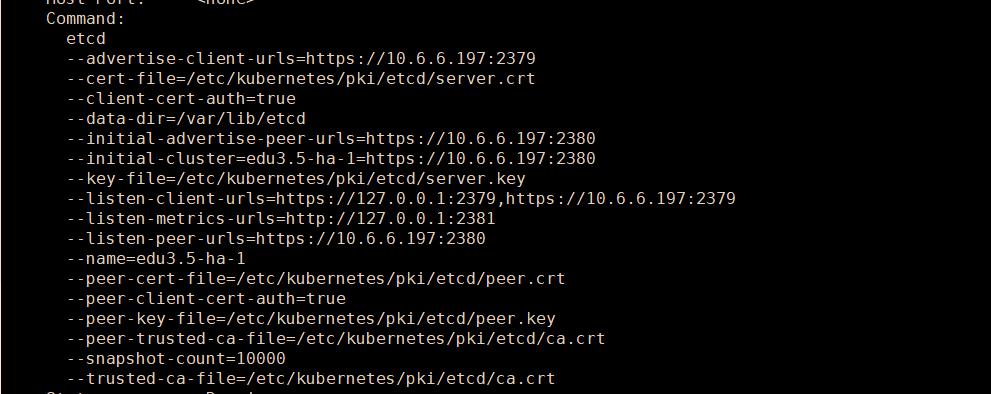 Host Port: <none>
Command:
etcd
--advertise-client-urls=https://10.6.6.197:2379
--cert-file=/etc/kubernetes/pki/etcd/server.crt
--client-cert-auth=true
--data-dir=/var/lib/etcd
--initial-advertise-peer-urls=https://10.6.6.197:2380
--initial-cluster=edu3.5-ha-1=https://10.6.6.197:2380
--key-file=/etc/kubernetes/pki/etcd/server.key
--listen-client-urls=https://127.0.0.1:2379,https://10.6.6.197:2379
--listen-metrics-urls=http://127.0.0.1:2381
--listen-peer-urls=https://10.6.6.197:2380
--name=edu3.5-ha-1
--peer-cert-file=/etc/kubernetes/pki/etcd/peer.crt
--peer-client-cert-auth=true
--peer-key-file=/etc/kubernetes/pki/etcd/peer.key
--peer-trusted-ca-file=/etc/kubernetes/pki/etcd/ca.crt
--snapshot-count=10000
--trusted-ca-file=/etc/kubernetes/pki/etcd/ca.crt